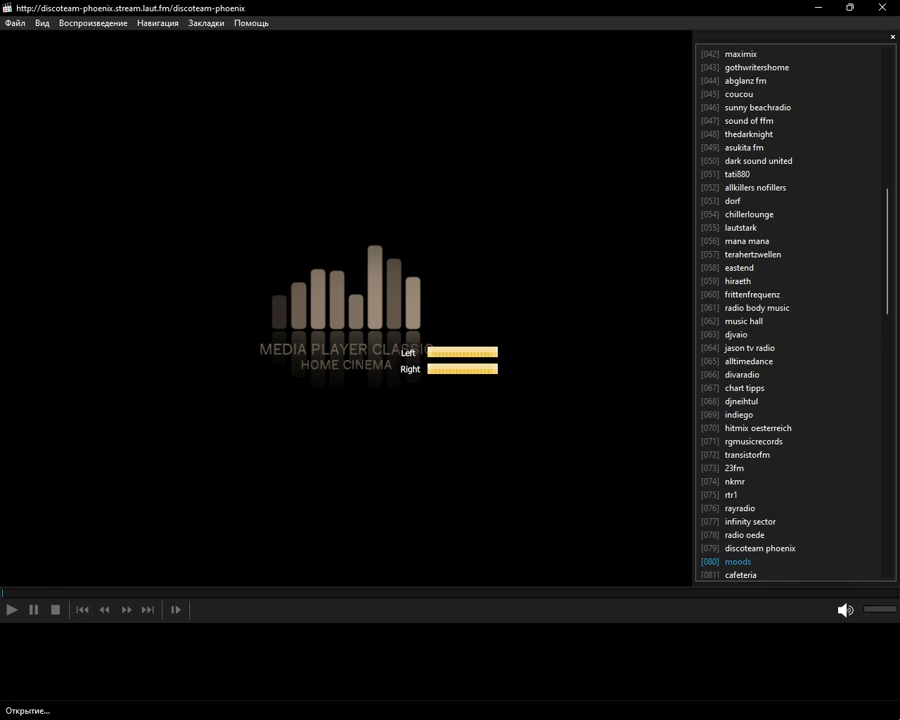 http://discoteam-phoenix.stream.laut.fm/discoteam-phoenix
Файл Вид Воспроизведение Навигация Закладки Помощь
[042] maximix
[043] gothwritershome
[044] abglanz fm
[045] coucou
[046] sunny beachradio
[047] sound of ffm
[048] thedarknight
[049] asukita fm
[050] dark sound united
[051] tati880
[052] allkillers nofillers
[053] dorf
[054] chillerlounge
[055] lautstark
[056] mana mana
[057] terahertzwellen
[058] eastend
[059] hiraeth
[060] frittenfrequenz
[061] radio body music
[062] music hall
[063] djvaio
[064] jason tv radio
[065] alltimedance
[066] divaradio
[067] chart tipps
[068] djneihtul
[069] indiego
[070] hitmix oesterreich
[071] rgmusicrecords
[072] transistorfm
[073] 23fm
[074] nkmr
[075] rtr1
[076] rayradio
[077] infinity sector
[078] radio oede
[079] discoteam phoenix
[080] moods
[081] cafeteria
MEDIA PLAYER CLASSIC
HOME CINEMA
Left
Right
Открытие...